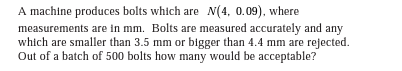 A machine produces bolts which are N(4, 0.09), where
measurements are in mm. Bolts are measured accurately and any
which are smaller than 3.5 mm or bigger than 4.4 mm are rejected.
Out of a batch of 500 bolts how many would be acceptable?